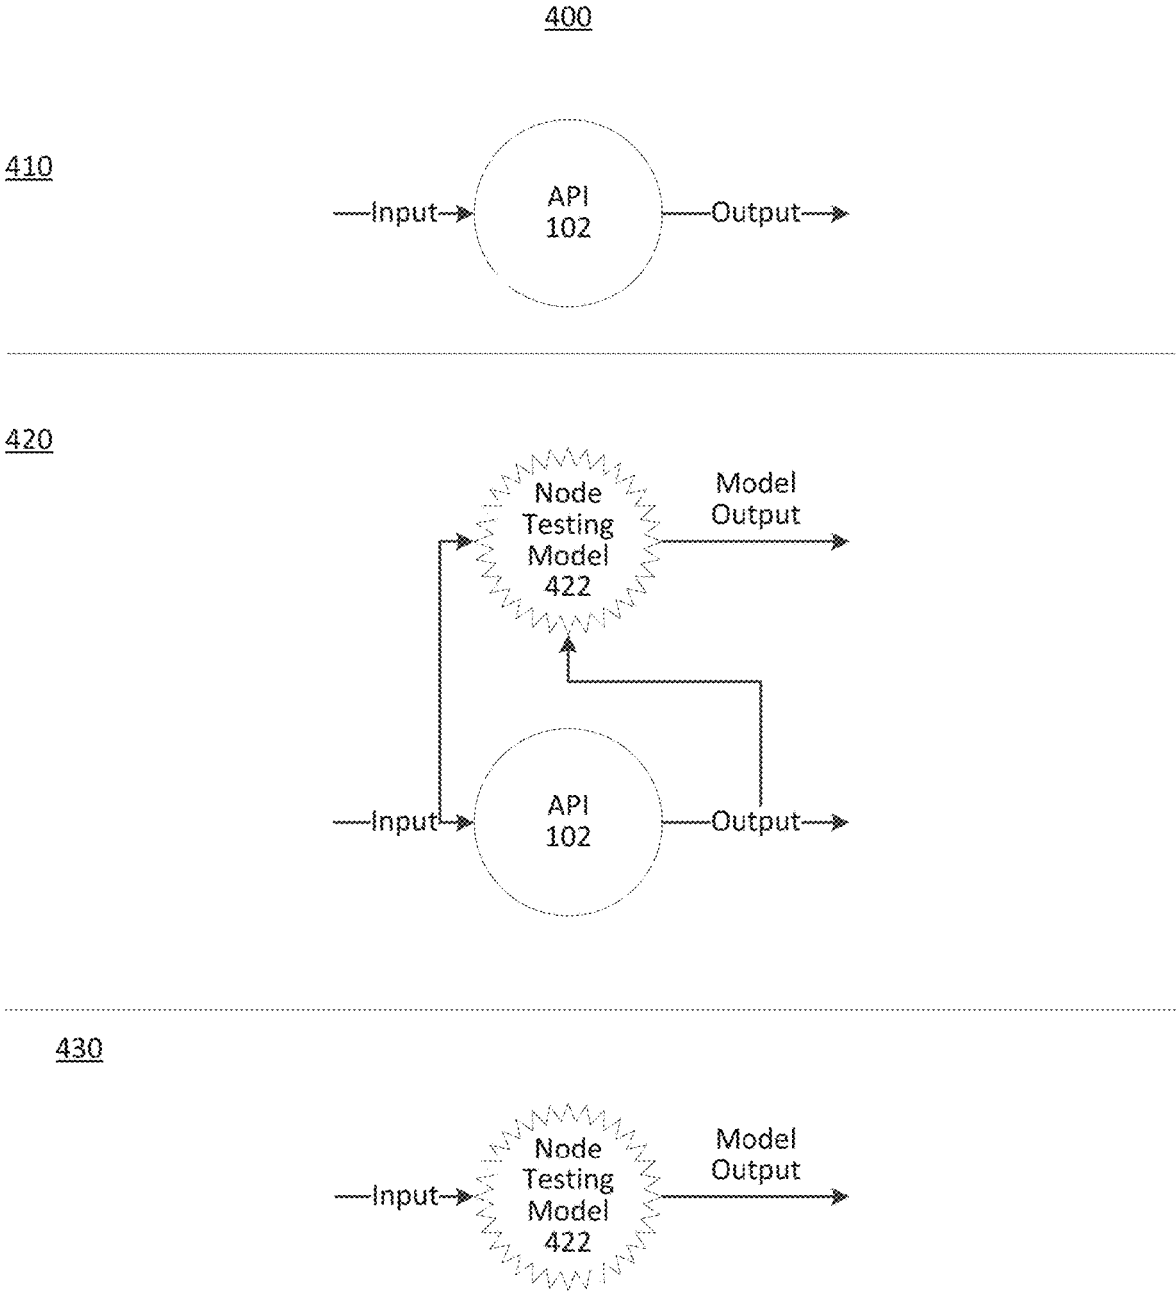 400
410
Input
API
102
Output
420
Node
Testing
Model
422
Model
Output
Input
API
102
Output
430
Input
Node
Testing
Model
422
Model
Output